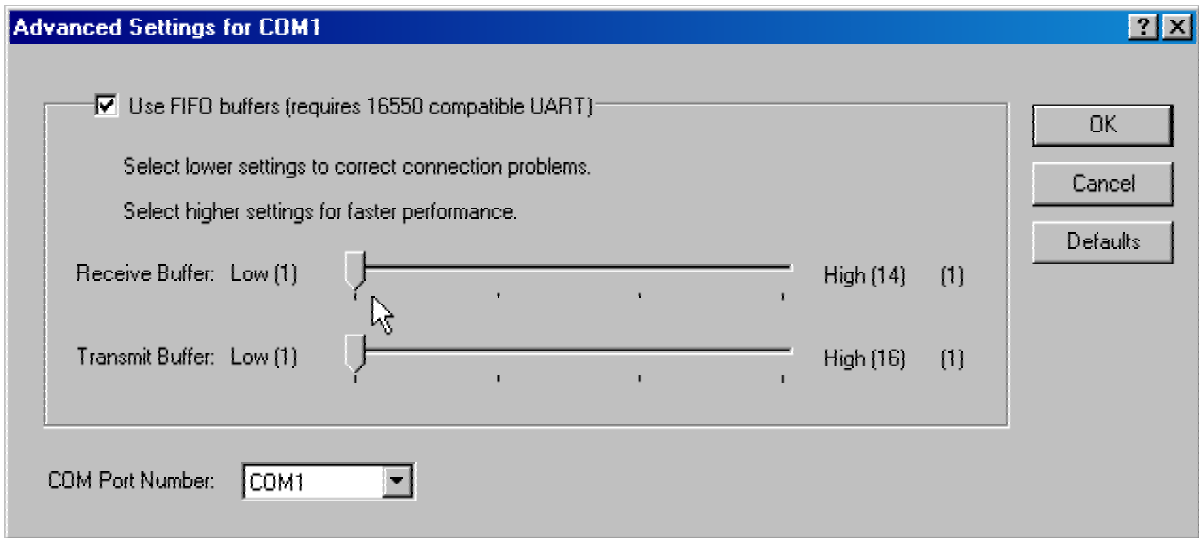 Advanced Settings for COM1
Use FIFO buffers (requires 16550 compatible UART)
OK
Select lower settings to correct connection problems.
Cancel
Select higher settings for faster performance.
Defaults
Receive Buffer: Low (1) High (14) (1)
Transmit Buffer: Low (1) High (16) (1)
COM Port Number: COM1